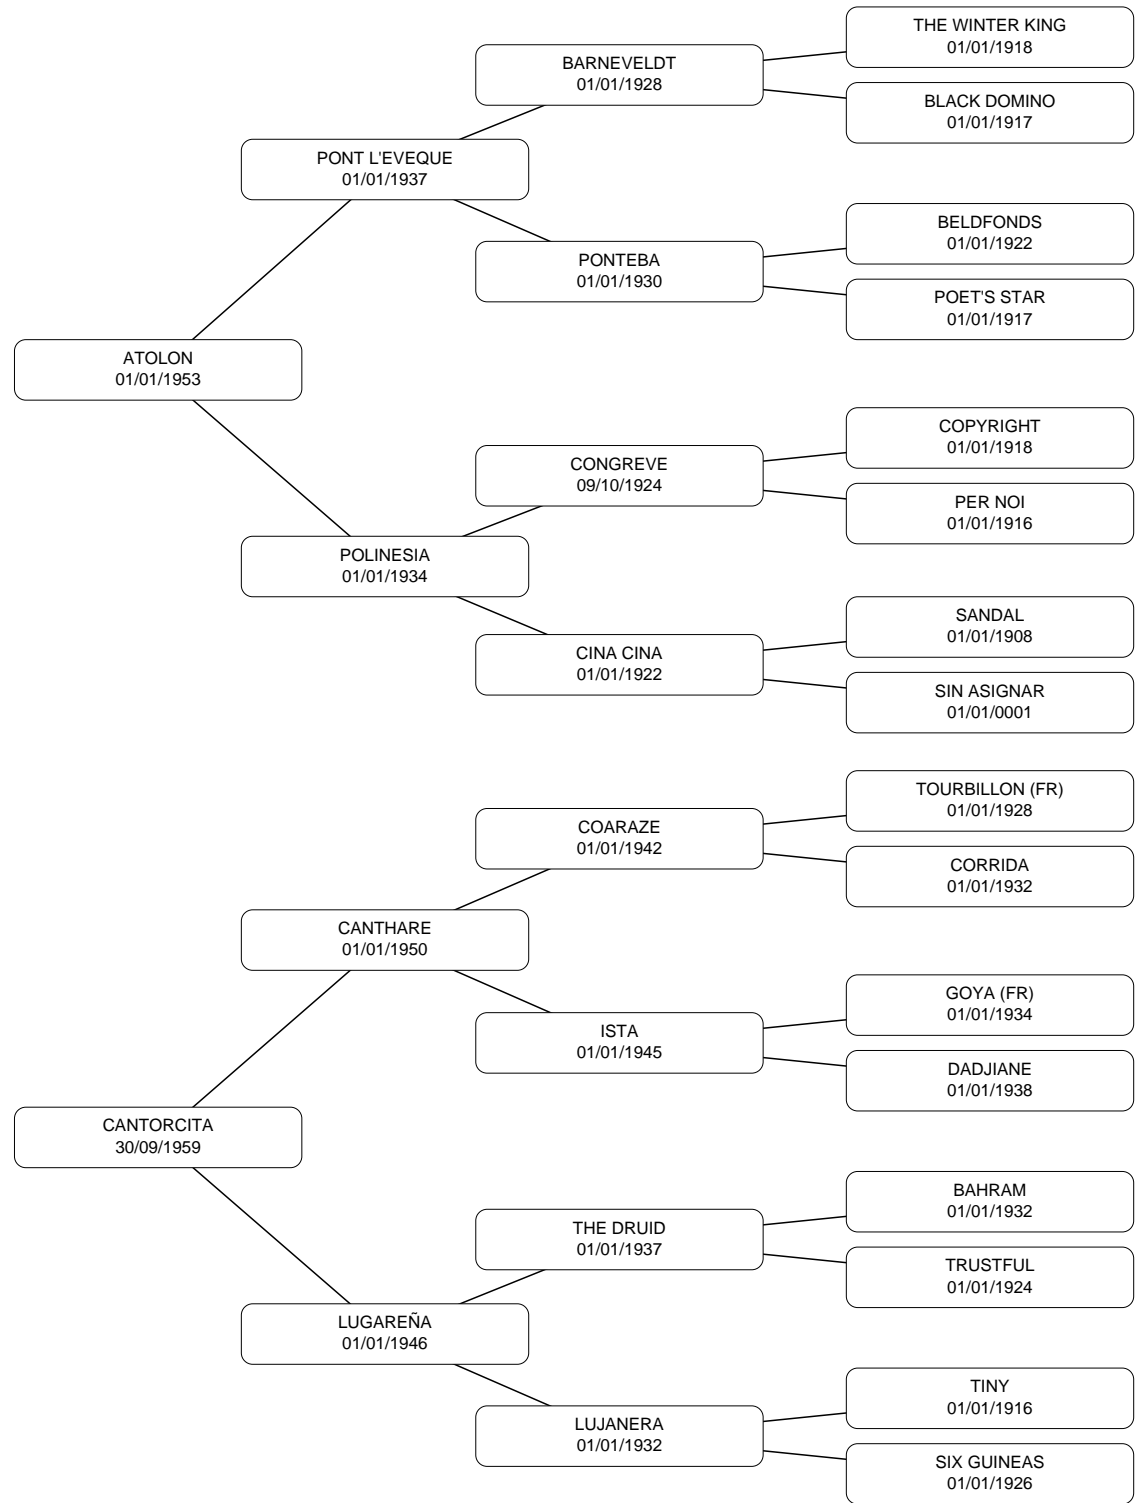 THE WINTER KING
01/01/1918
BARNEVELDT
01/01/1928
BLACK DOMINO
01/01/1917
PONT L'EVEQUE
01/01/1937
BELDFONDS
01/01/1922
PONTEBA
01/01/1930
POET'S STAR
01/01/1917
ATOLON
01/01/1953
COPYRIGHT
01/01/1918
CONGREVE
09/10/1924
PER NOI
01/01/1916
POLINESIA
01/01/1934
SANDAL
01/01/1908
CINA CINA
01/01/1922
SIN ASIGNAR
01/01/0001
TOURBILLON (FR)
01/01/1928
COARAZE
01/01/1942
CORRIDA
01/01/1932
CANTHARE
01/01/1950
GOYA (FR)
01/01/1934
ISTA
01/01/1945
DADJIANE
01/01/1938
CANTORCITA
30/09/1959
BAHRAM
01/01/1932
THE DRUID
01/01/1937
TRUSTFUL
01/01/1924
LUGAREÑA
01/01/1946
TINY
01/01/1916
LUJANERA
01/01/1932
SIX GUINEAS
01/01/1926